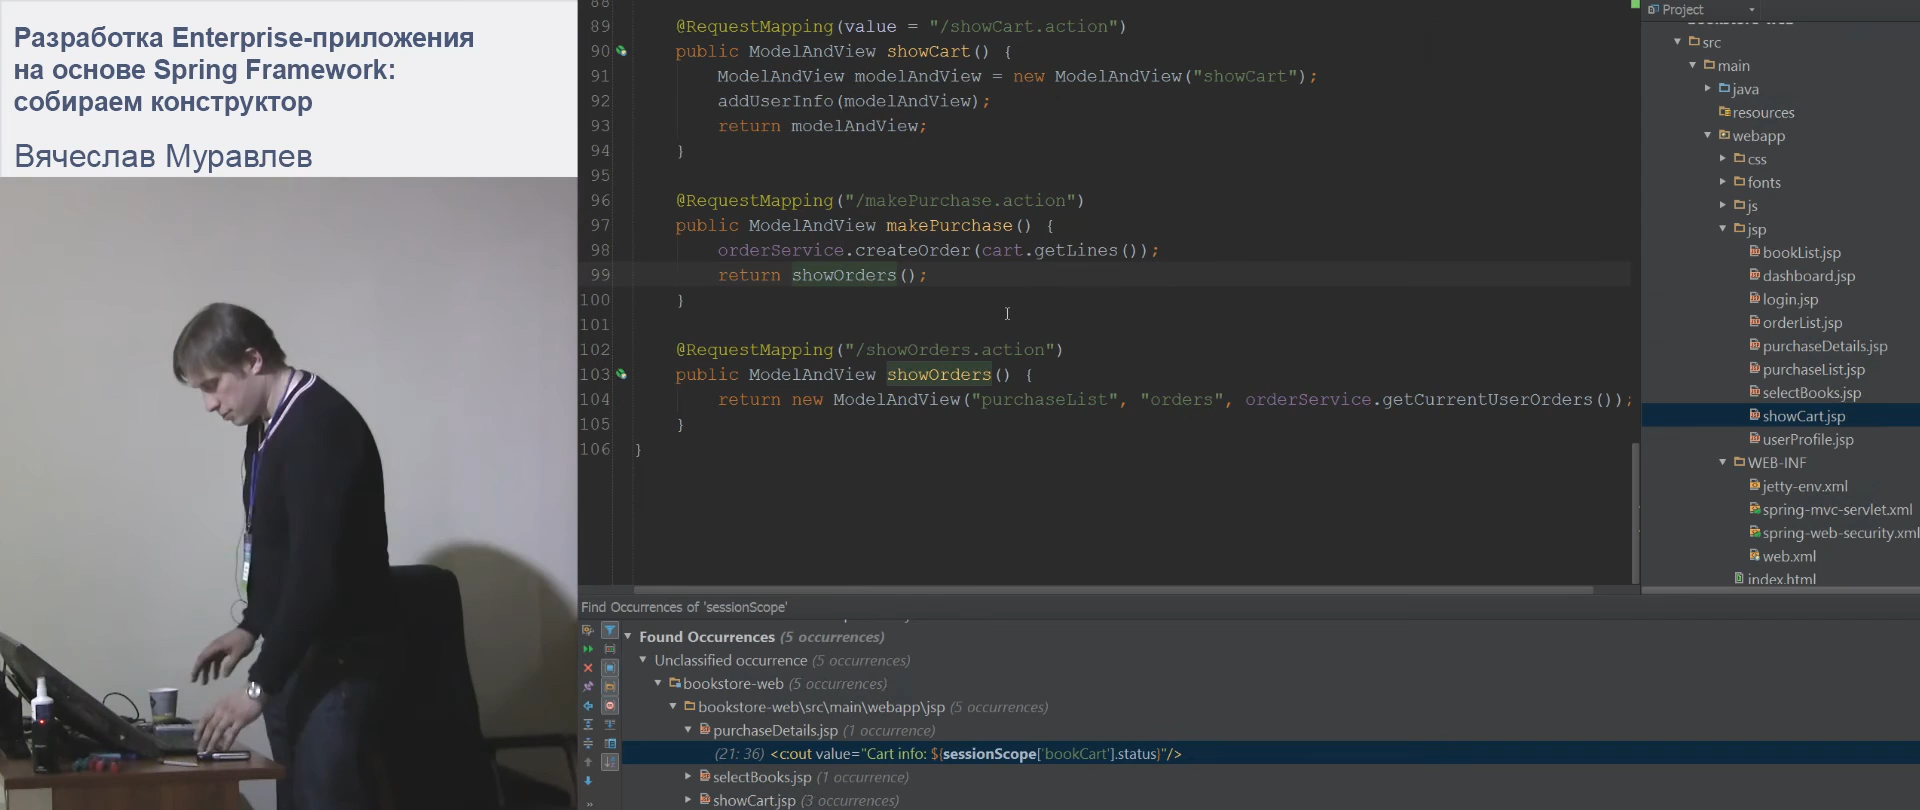 Разработка Enterprise-приложения
на основе Spring Framework:
собираем конструктор
Вячеслав Муравлев
88
89 @RequestMapping(value = "/showCart.action")
90 public ModelAndView showCart() {
91 ModelAndView modelAndView = new ModelAndView("showCart");
92 addUserInfo(modelAndView);
93 return modelAndView;
94 }
95
96 @RequestMapping("/makePurchase.action")
97 public ModelAndView makePurchase() {
98 orderService.createOrder(cart.getLines());
99 return showOrders();
100 }
101
102 @RequestMapping("/showOrders.action")
103 public ModelAndView showOrders() {
104 return new ModelAndView("purchaseList", "orders", orderService.getCurrentUserOrders());
105 }
106 }
Project
src
main
java
resources
webapp
css
fonts
js
jsp
bookList.jsp
dashboard.jsp
login.jsp
orderList.jsp
purchaseDetails.jsp
purchaseList.jsp
selectBooks.jsp
showCart.jsp
userProfile.jsp
WEB-INF
jetty-env.xml
spring-mvc-servlet.xml
spring-web-security.xml
web.xml
index.html
Find Occurrences of 'sessionScope'
Found Occurrences (5 occurrences)
Unclassified occurrence (5 occurrences)
bookstore-web (5 occurrences)
bookstore-web\src\main\webapp\jsp (5 occurrences)
purchaseDetails.jsp (1 occurrence)
(21: 36) <c:out value="Cart info: ${sessionScope['bookCart'].status}"/>
selectBooks.jsp (1 occurrence)
showCart.jsp (3 occurrences)